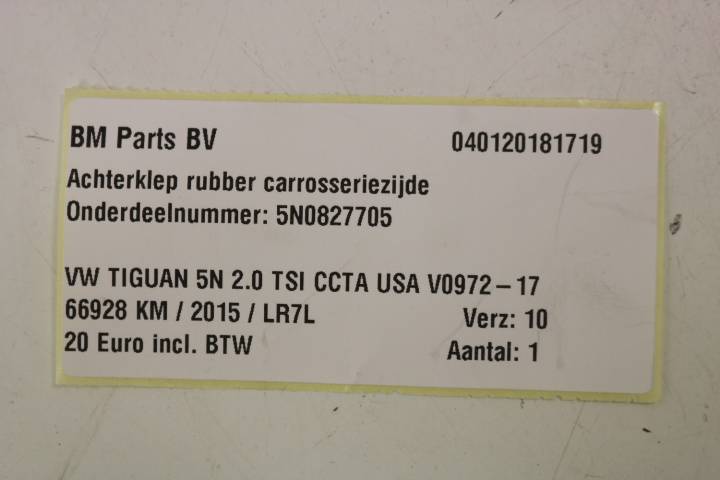 BM Parts BV 040120181719
Achterklep rubber carrosseriezijde
Onderdeelnummer: 5N0827705
VW TIGUAN 5N 2.0 TSI CCTA USA V0972-17
66928 KM / 2015 / LR7L Verz: 10
20 Euro incl. BTW Aantal: 1